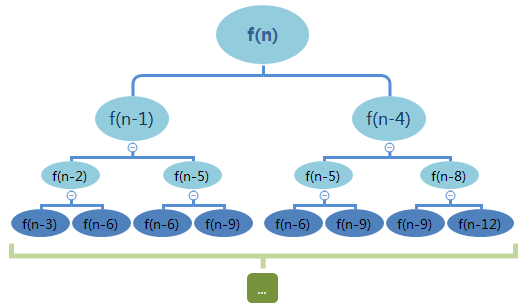 f(n)
f(n-1) f(n-4)
f(n-2) f(n-5) f(n-5) f(n-8)
f(n-3) f(n-6) f(n-6) f(n-9) f(n-6) f(n-9) f(n-9) f(n-12)
...